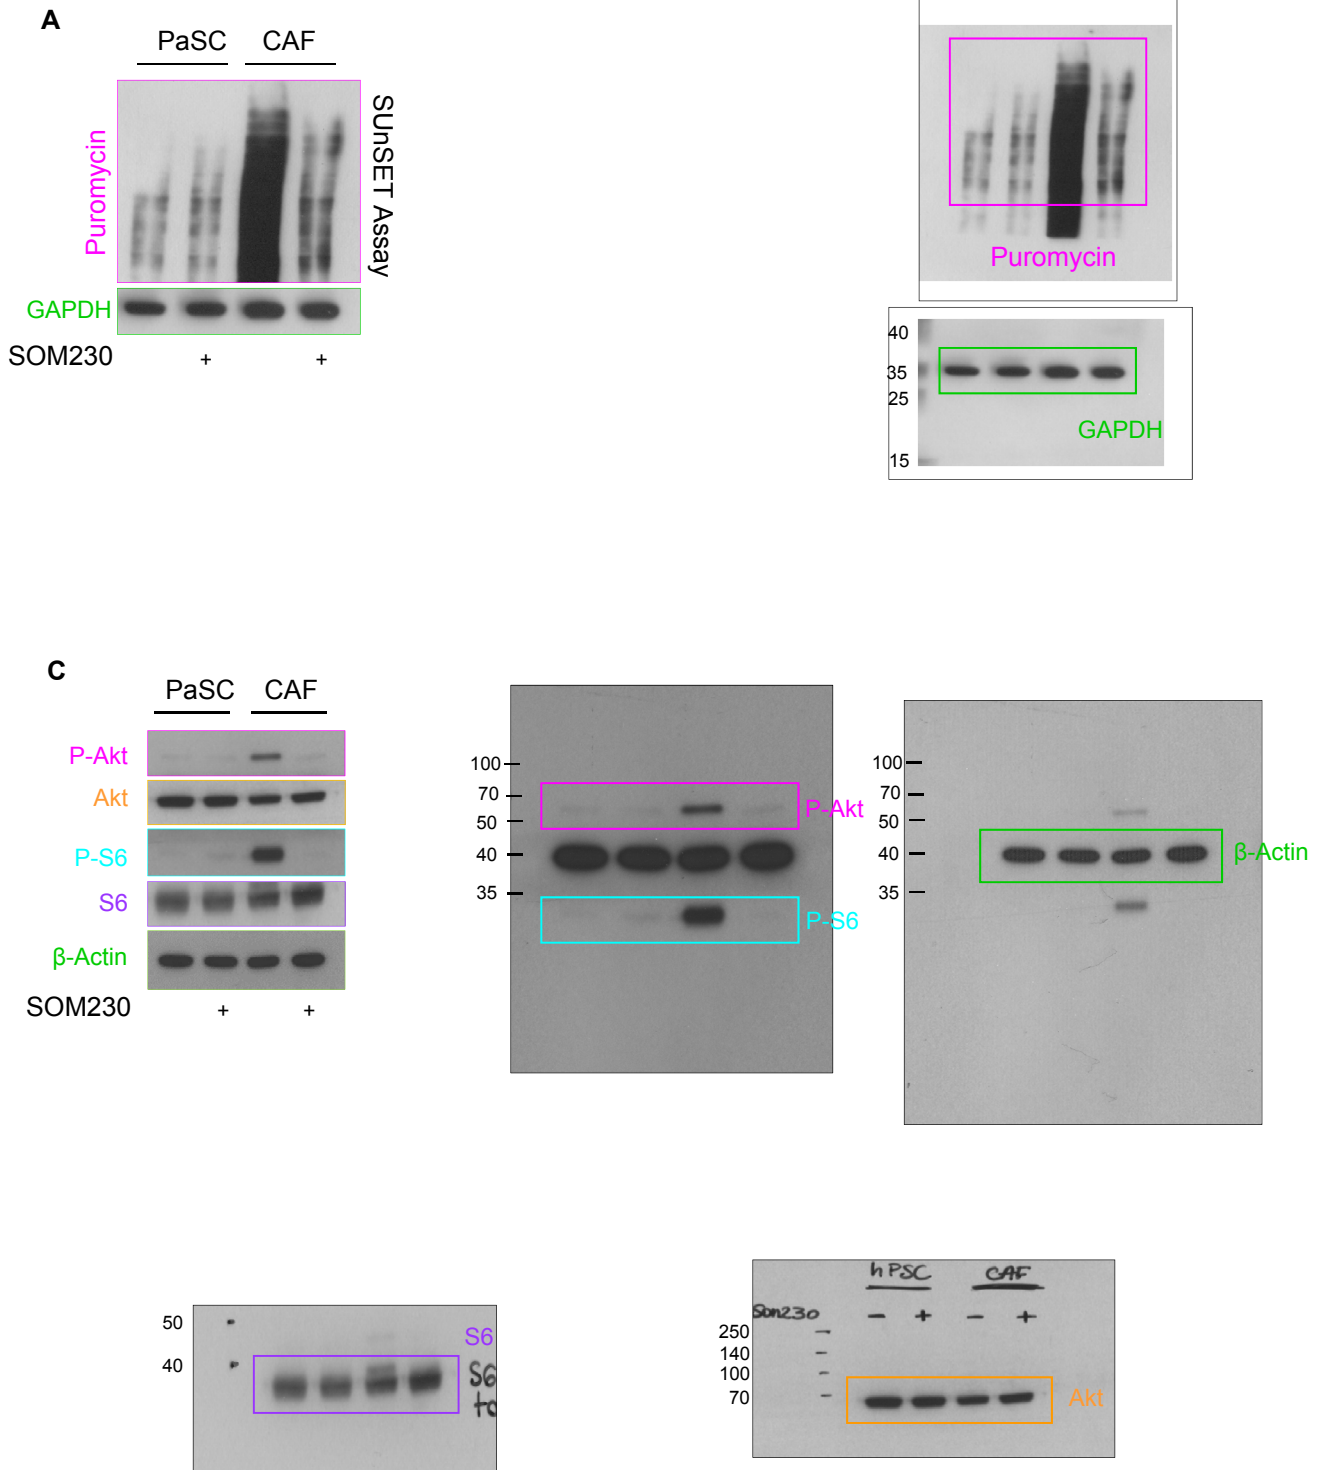 A
PaSC CAF
Puromycin
SUnSET Assay
GAPDH
SOM230 + +
Puromycin
40
35
25
15
GAPDH
C
PaSC CAF
P-Akt
Akt
P-S6
S6
β-Actin
SOM230 + +
100
70
50
40
35
P-Akt
P-S6
100
70
50
40
35
β-Actin
50
40
S6
S6
to
hPSC CAF
Som230 - + - +
250
140
100
70
Akt